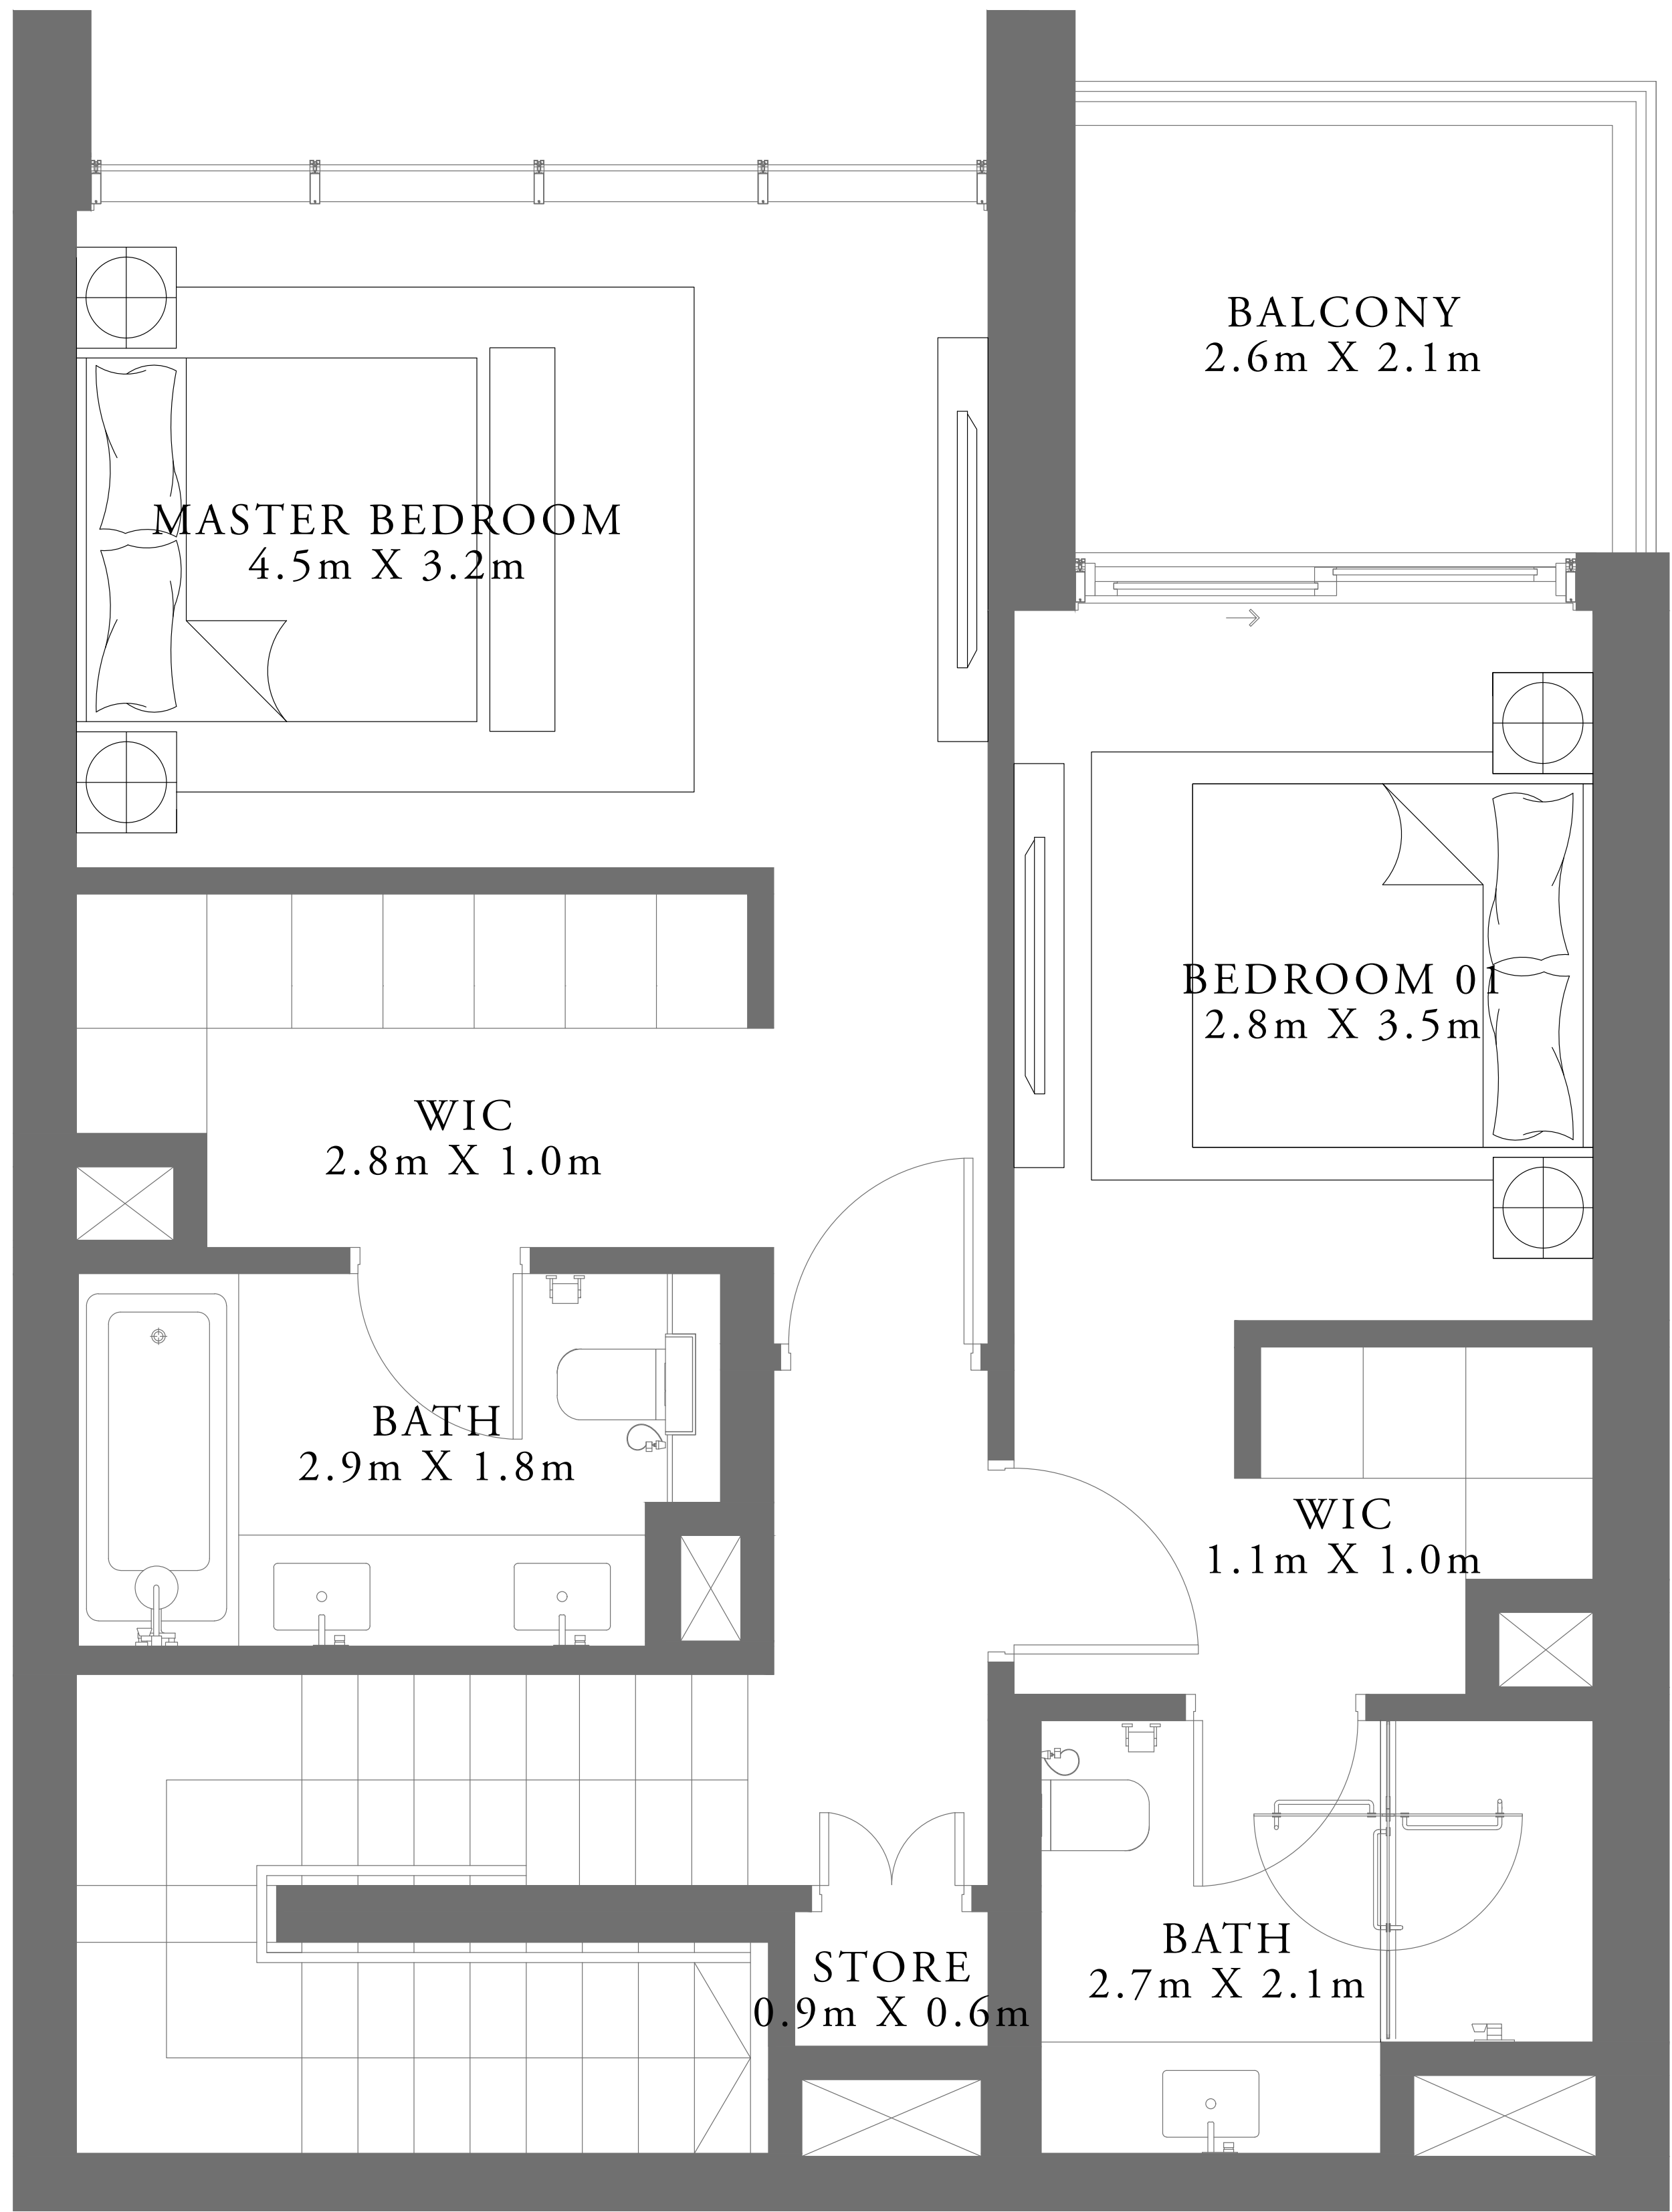 BALCONY
2.6m X 2.1m
MASTER BEDROOM
4.5m X 3.2m
BEDROOM 01
2.8m X 3.5m
WIC
2.8m X 1.0m
BATH
2.9m X 1.8m
WIC
1.1m X 1.0m
BATH
2.7m X 2.1m
STORE
0.9m X 0.6m